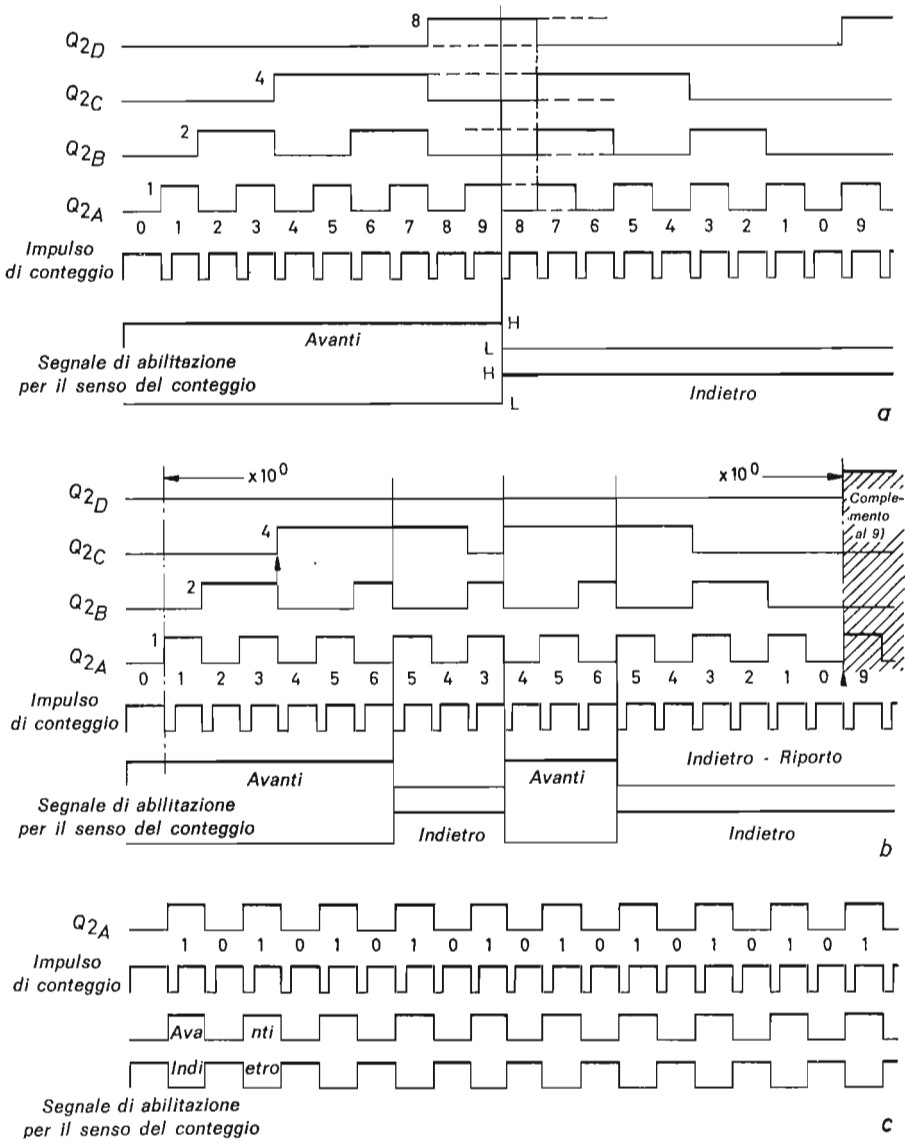 8
Q2D
4
Q2C
2
Q2B
1
Q2A
0 1 2 3 4 5 6 7 8 9 8 7 6 5 4 3 2 1 0 9
Impulso
di conteggio
H
Avanti
L
Segnale di abilitazione
per il senso del conteggio
H
Indietro
L
a
x10⁰ x10⁰
Q2D
Comple-
mento
al 9)
4
Q2C
2
Q2B
1
Q2A
0 1 2 3 4 5 6 5 4 3 4 5 6 5 4 3 2 1 0 9
Impulso
di conteggio
Indietro - Riporto
Avanti Avanti
Segnale di abilitazione
per il senso del conteggio
Indietro Indietro
b
Q2A
1 0 1 0 1 0 1 0 1 0 1 0 1 0 1 0 1 0 1
Impulso
di conteggio
Ava nti
Indi etro
Segnale di abilitazione
per il senso del conteggio
c